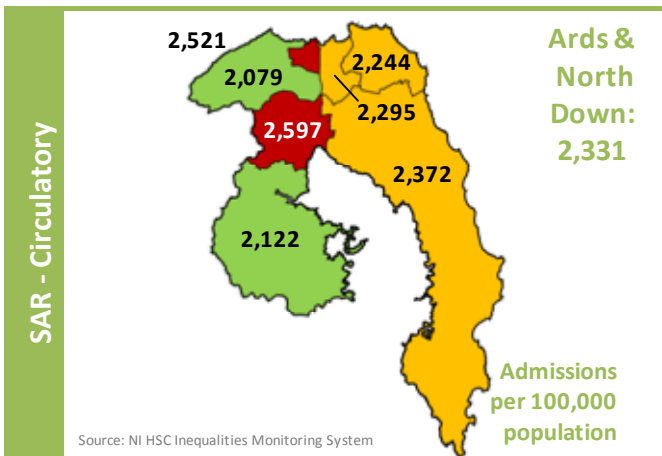 SAR - Circulatory
2,521
2,079
2,244
2,295
2,597
2,372
2,122
Ards &
North
Down:
2,331
Admissions
per 100,000
population
Source: NI HSC Inequalities Monitoring System